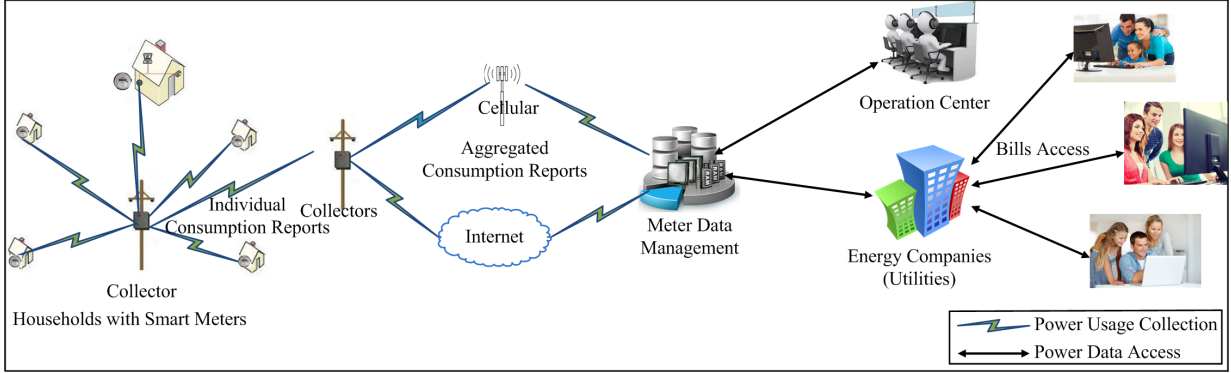 Cellular
Operation Center
Aggregated
Consumption Reports
Bills Access
Individual
Consumption Reports
Collectors
Internet
Meter Data
Management
Energy Companies
(Utilities)
Collector
Households with Smart Meters
Power Usage Collection
Power Data Access